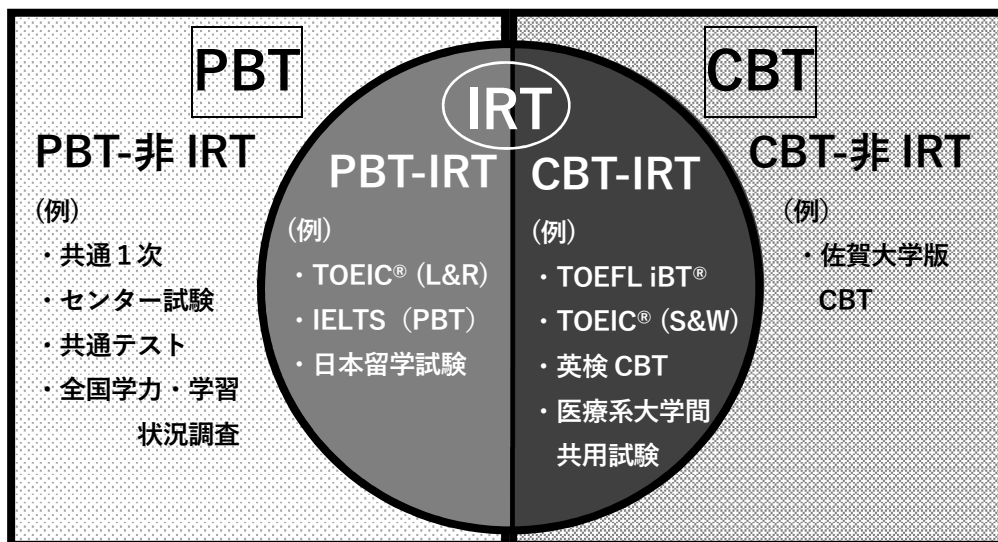 PBT
CBT
IRT
PBT-非 IRT
(例)
・共通1次
・センター試験
・共通テスト
・全国学力・学習
状況調査
PBT-IRT
(例)
・TOEIC® (L&R)
・IELTS（PBT）
・日本留学試験
CBT-IRT
(例)
・TOEFL iBT®
・TOEIC® (S&W)
・英検 CBT
・医療系大学間
共用試験
CBT-非 IRT
(例)
・佐賀大学版
CBT